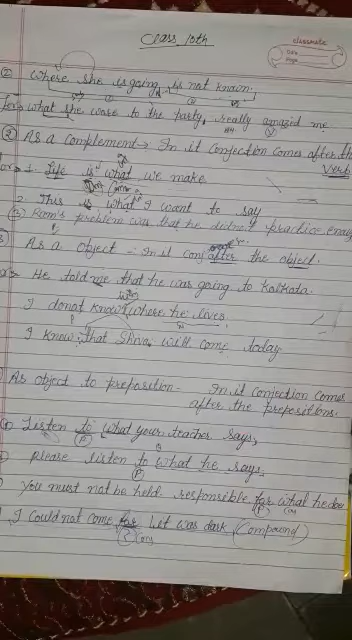 Class 10th
classmate
Date
Page
② Where she is going, is not known.
For what she wore to the party, really amazed me
② As a complement → In it conjection comes after the
verb
1. Life is what we make
2. This is what I want to say
③ Ram's problem was that he didn't practice enoug
As a object - In it conj after the object.
He told me that he was going to Kolkata.
I donot know where he lives.
I know that Shiva, will come today
As object to preposition - In it conjection comes
after the prepositions.
Listen to what your teacher says,
please listen to what he says,
You must not be held responsible for what he doe
I Could not come for it was dark (Compound)